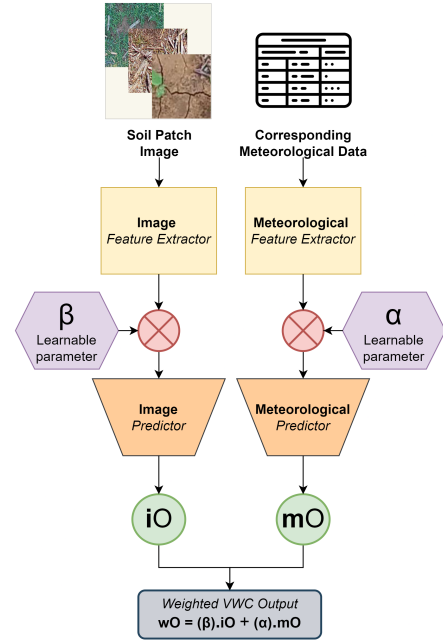 Soil Patch
Image
Corresponding
Meteorological Data
Image
Feature Extractor
Meteorological
Feature Extractor
β
Learnable
parameter
α
Learnable
parameter
Image
Predictor
Meteorological
Predictor
iO
mO
Weighted VWC Output
wO = (β).iO + (α).mO